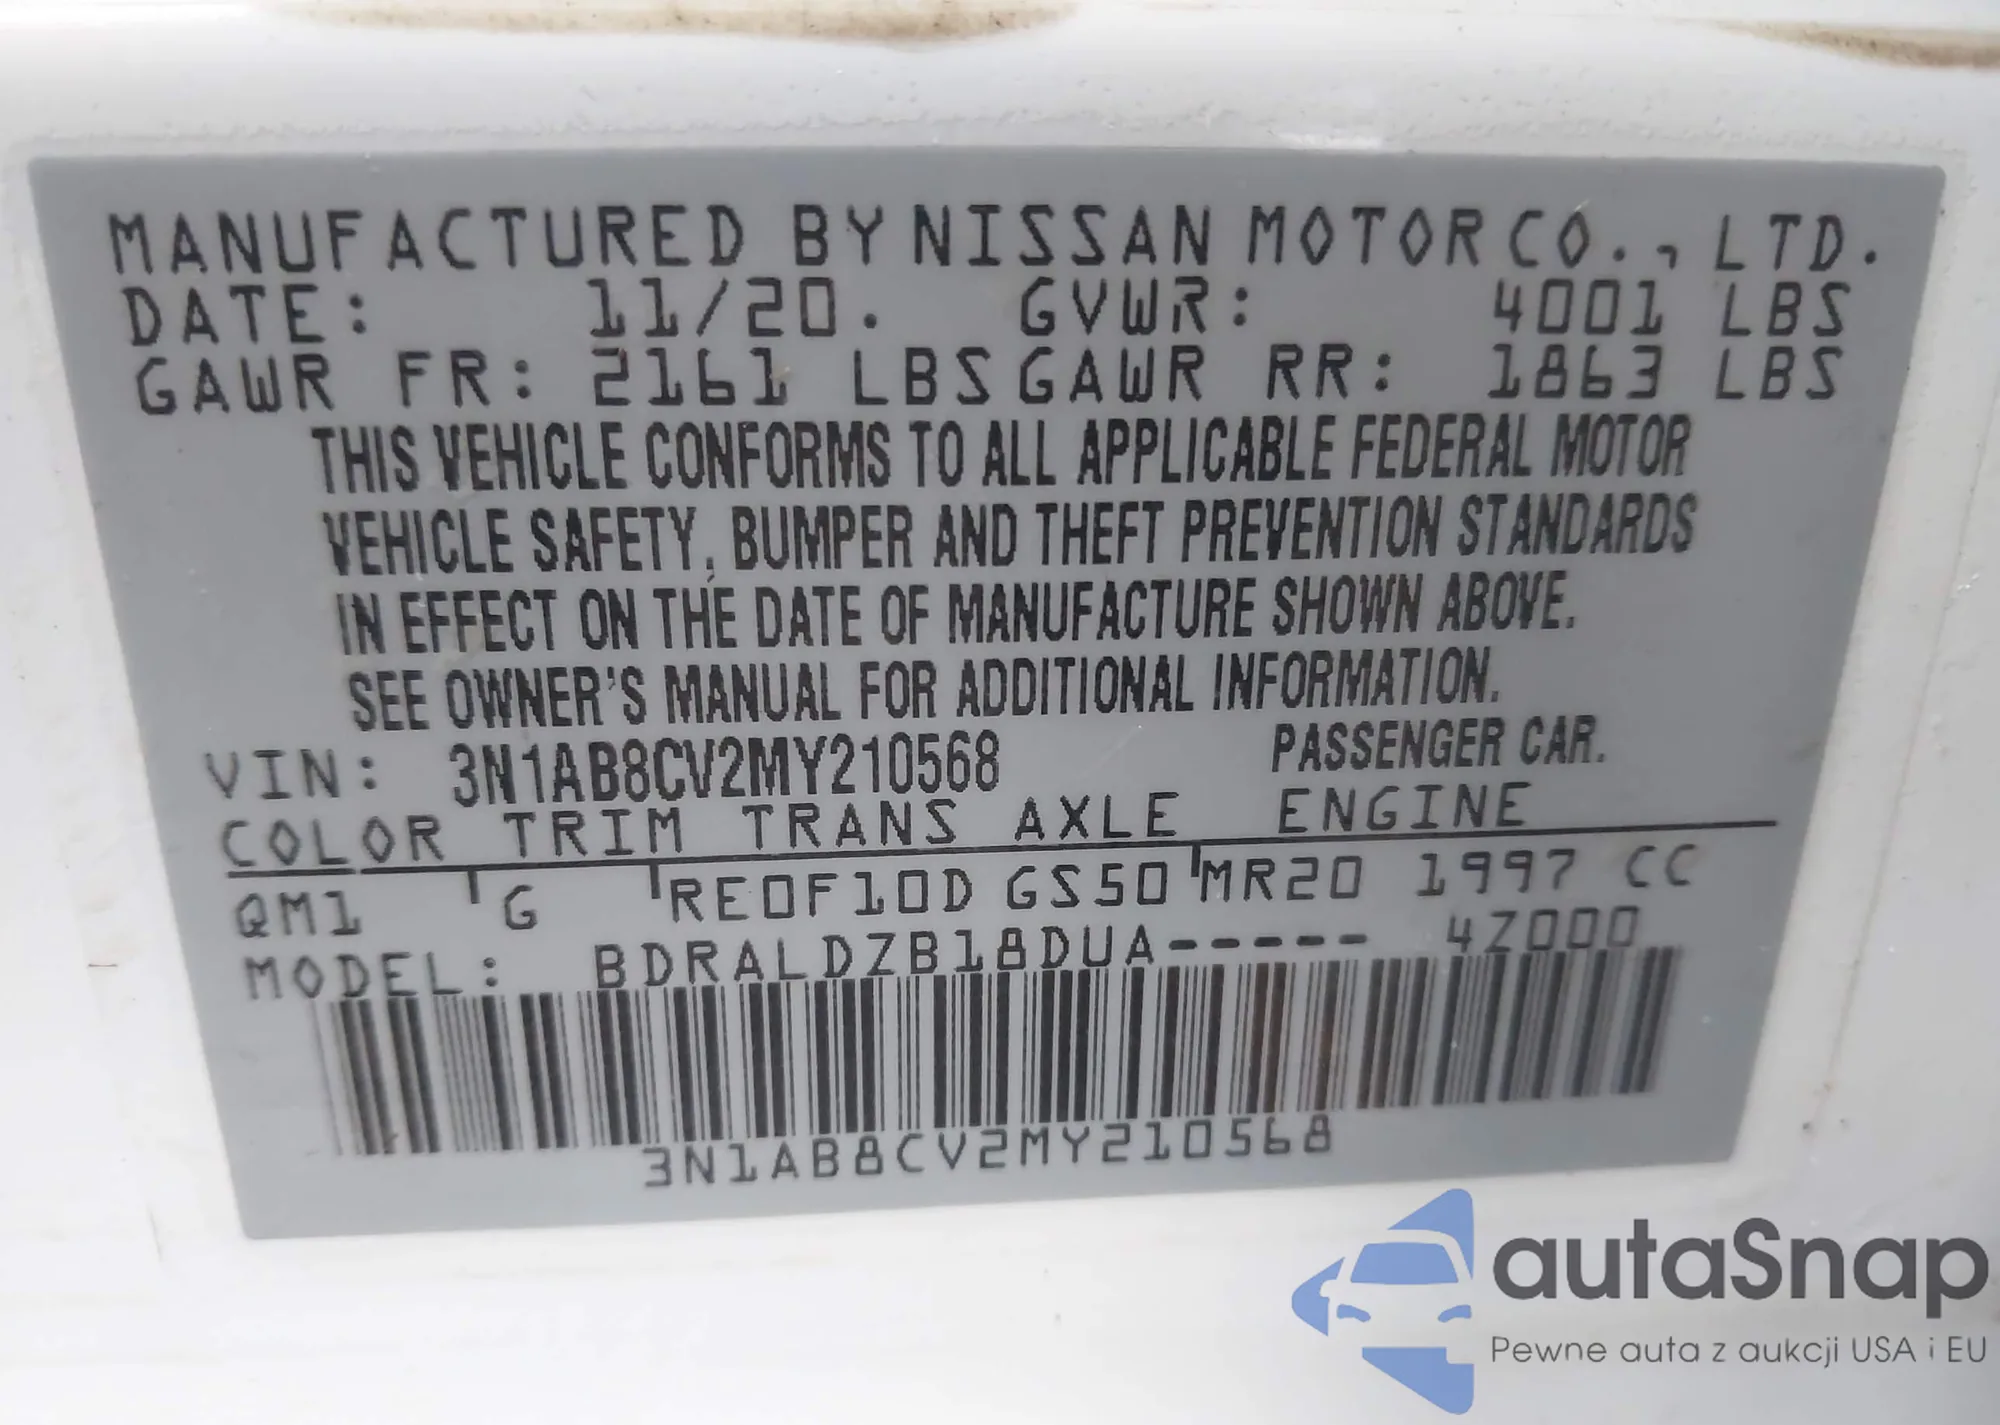 MANUFACTURED BY NISSAN MOTOR CO., LTD.
DATE: 11/20. GVWR: 4001 LBS
GAWR FR: 2161 LBS GAWR RR: 1863 LBS
THIS VEHICLE CONFORMS TO ALL APPLICABLE FEDERAL MOTOR
VEHICLE SAFETY, BUMPER AND THEFT PREVENTION STANDARDS
IN EFFECT ON THE DATE OF MANUFACTURE SHOWN ABOVE.
SEE OWNER'S MANUAL FOR ADDITIONAL INFORMATION.
VIN: 3N1AB8CV2MY210568 PASSENGER CAR.
COLOR TRIM TRANS AXLE ENGINE
QM1 G RE0F10D GS50 MR20 1997 CC
MODEL: BDRALDZB18DUA----- 4Z000
3N1AB8CV2MY210568
autaSnap
Pewne auta z aukcji USA i EU